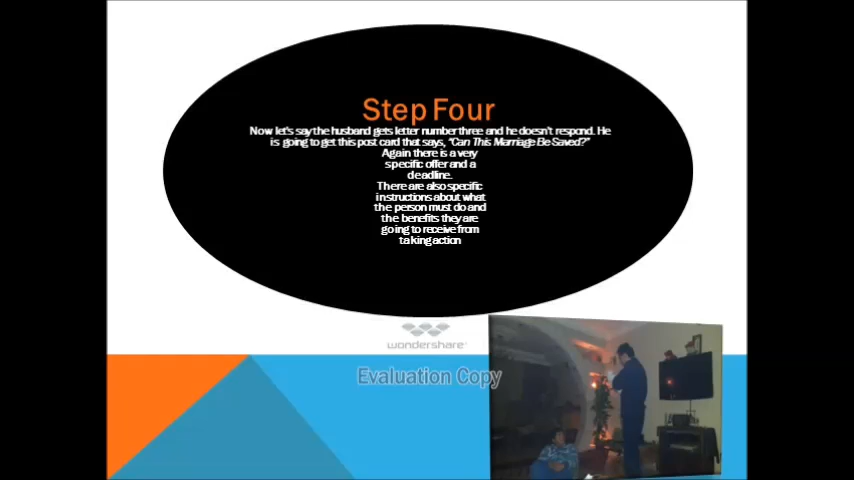 Step Four
Now let's say the husband gets letter number three and he doesn't respond. He
is going to get this post card that says, "Can This Marriage Be Saved?"
Again there is a very
specific offer and a
deadline.
There are also specific
instructions about what
the person must do and
the benefits they are
going to receive from
taking action
wondershare
Evaluation Copy